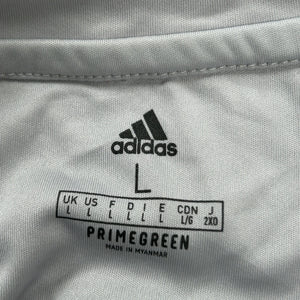 adidas
L
UK US F D I E CDN J
L L L L L L L/G 2XO
PRIMEGREEN
MADE IN MYANMAR